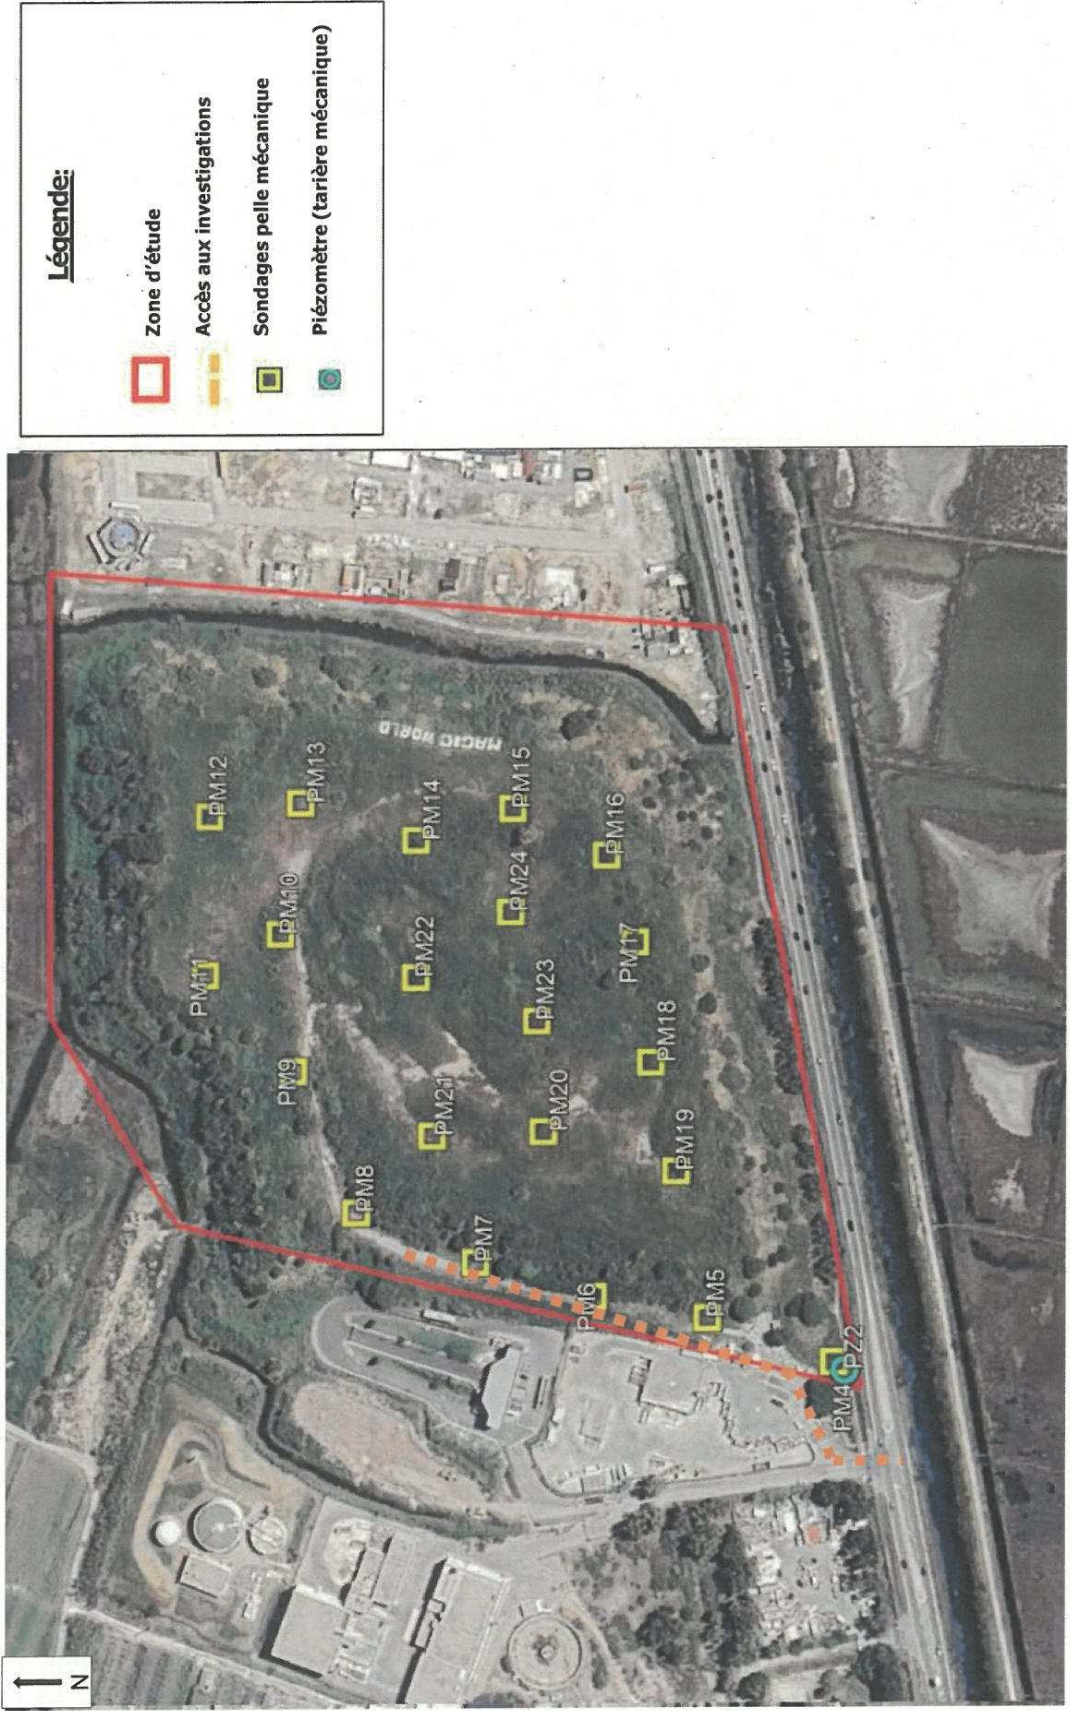 Légende:
Zone d'étude
Accès aux investigations
Sondages pelle mécanique
Piézomètre (tarière mécanique)
N
PM12
PM11
PM13
PM10
PM9
PM8
MAGIC WORLD
PM14
PM22
PM21
PM7
PM15
PM24
PM23
PM20
PM6
PM16
PM17
PM18
PM19
PM5
PZ2
PM4